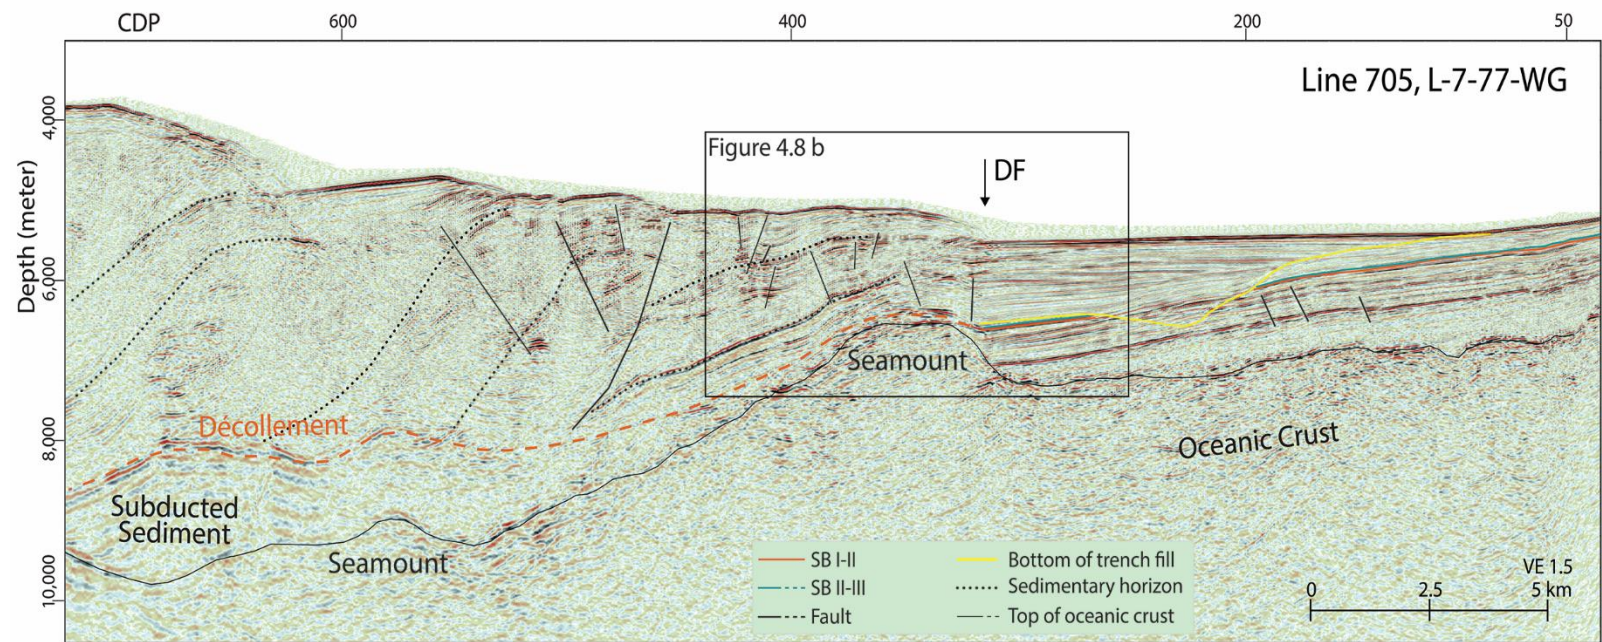 CDP
600
400
200
50
Line 705, L-7-77-WG
4,000
6,000
8,000
10,000
Depth (meter)
Figure 4.8 b
DF
Seamount
Décollement
Oceanic Crust
Subducted
Sediment
Seamount
SB I-II
SB II-III
Fault
Bottom of trench fill
Sedimentary horizon
Top of oceanic crust
VE 1.5
0
2.5
5 km